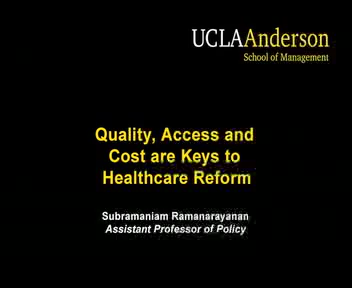 UCLAAnderson
School of Management
Quality, Access and
Cost are Keys to
Healthcare Reform
Subramaniam Ramanarayanan
Assistant Professor of Policy